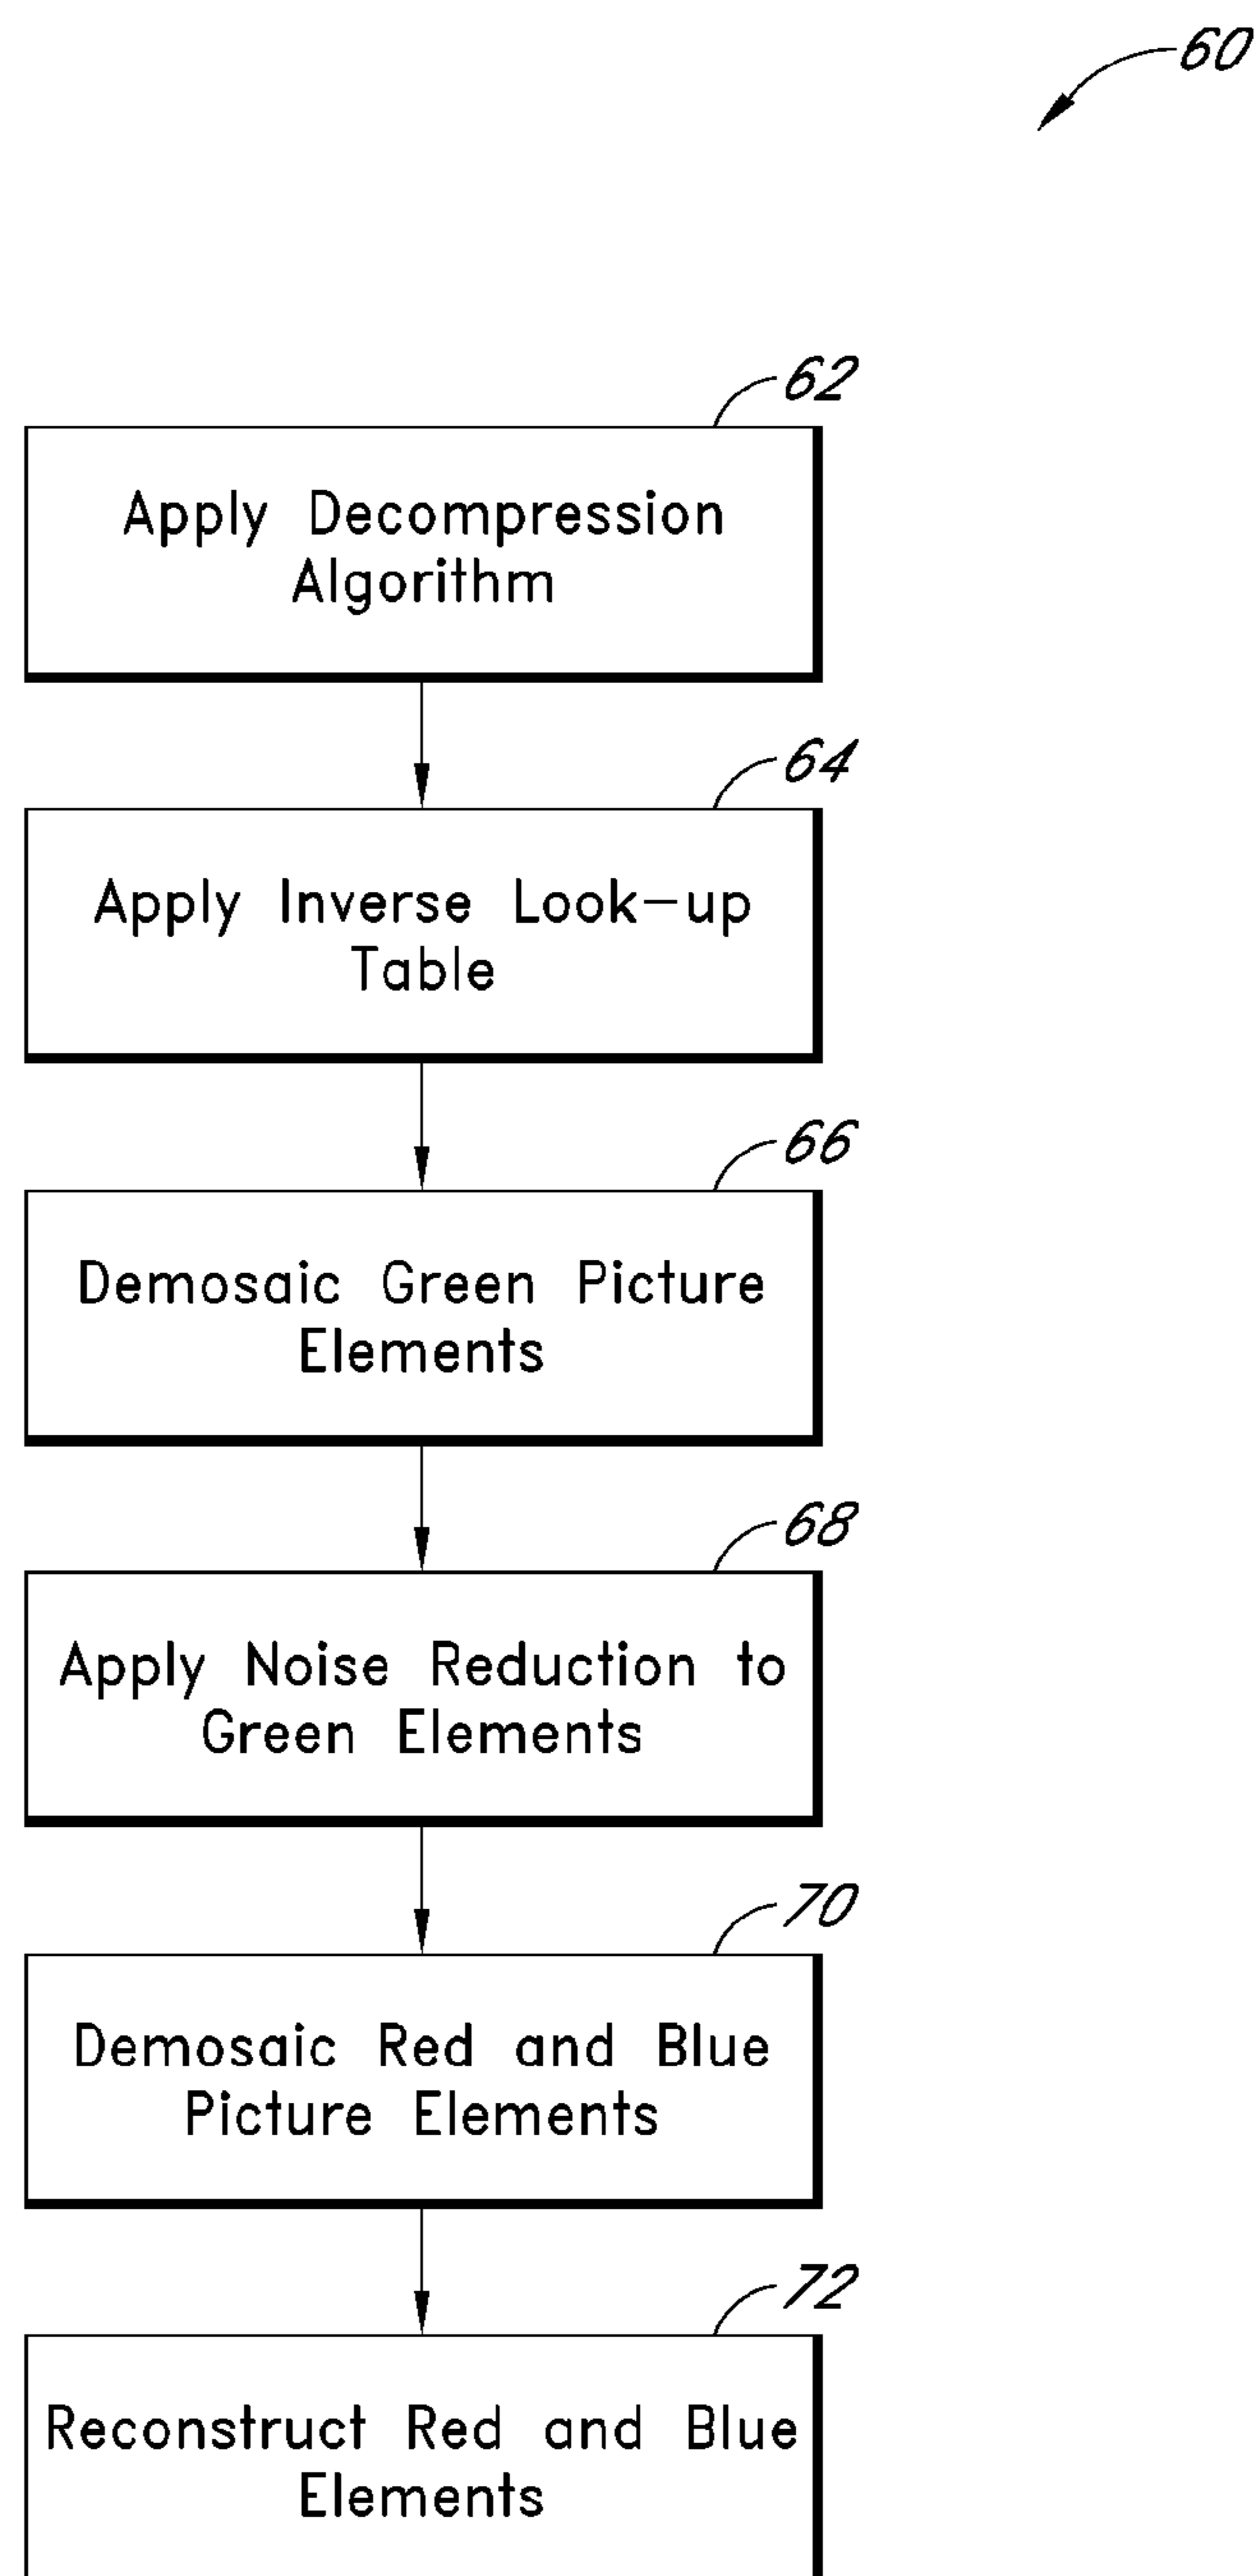 60
62
Apply Decompression
Algorithm
64
Apply Inverse Look-up
Table
66
Demosaic Green Picture
Elements
68
Apply Noise Reduction to
Green Elements
70
Demosaic Red and Blue
Picture Elements
72
Reconstruct Red and Blue
Elements